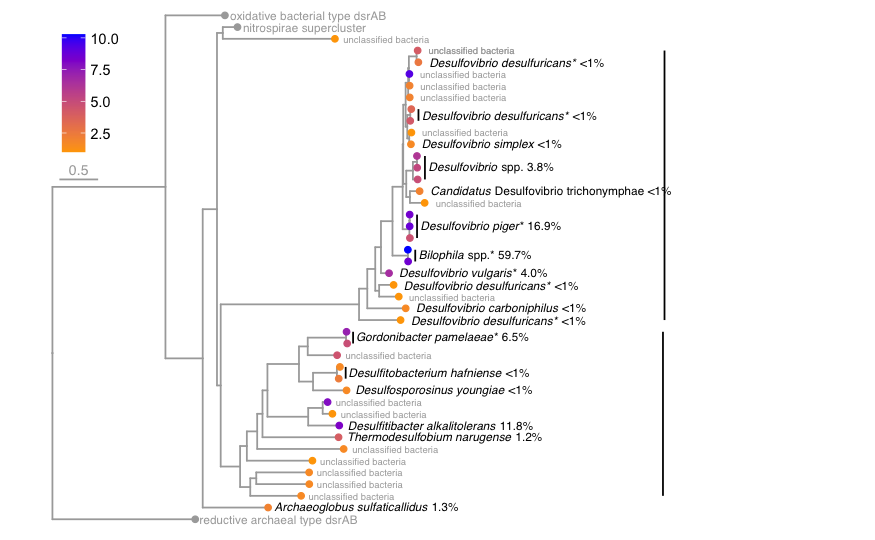 oxidative bacterial type dsrAB
nitrospirae supercluster
unclassified bacteria
10.0
7.5
5.0
2.5
0.5
unclassified bacteria
Desulfovibrio desulfuricans* <1%
unclassified bacteria
unclassified bacteria
unclassified bacteria
Desulfovibrio desulfuricans* <1%
unclassified bacteria
Desulfovibrio simplex <1%
Desulfovibrio spp. 3.8%
Candidatus Desulfovibrio trichonymphae <1%
unclassified bacteria
Desulfovibrio piger* 16.9%
Bilophila spp.* 59.7%
Desulfovibrio vulgaris* 4.0%
Desulfovibrio desulfuricans* <1%
unclassified bacteria
Desulfovibrio carboniphilus <1%
Desulfovibrio desulfuricans* <1%
Gordonibacter pamelaeae* 6.5%
unclassified bacteria
Desulfitobacterium hafniense <1%
Desulfosporosinus youngiae <1%
unclassified bacteria
unclassified bacteria
Desulfitibacter alkalitolerans 11.8%
Thermodesulfobium narugense 1.2%
unclassified bacteria
unclassified bacteria
unclassified bacteria
unclassified bacteria
unclassified bacteria
Archaeoglobus sulfaticallidus 1.3%
reductive archaeal type dsrAB